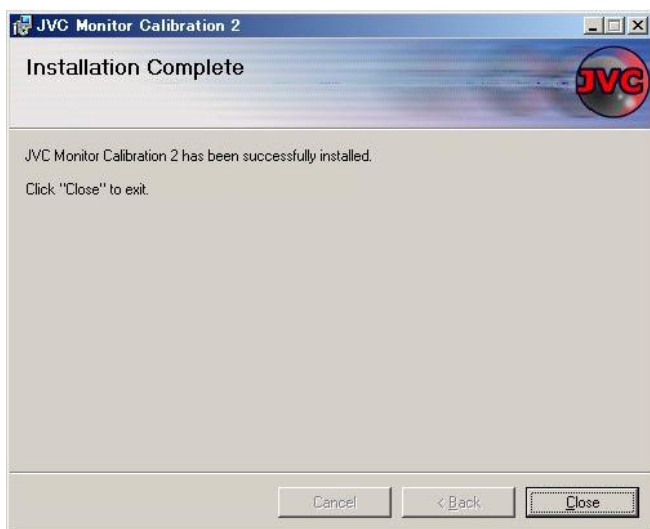 JVC Monitor Calibration 2
Installation Complete
JVC
JVC Monitor Calibration 2 has been successfully installed.
Click "Close" to exit.
Cancel
< Back
Close